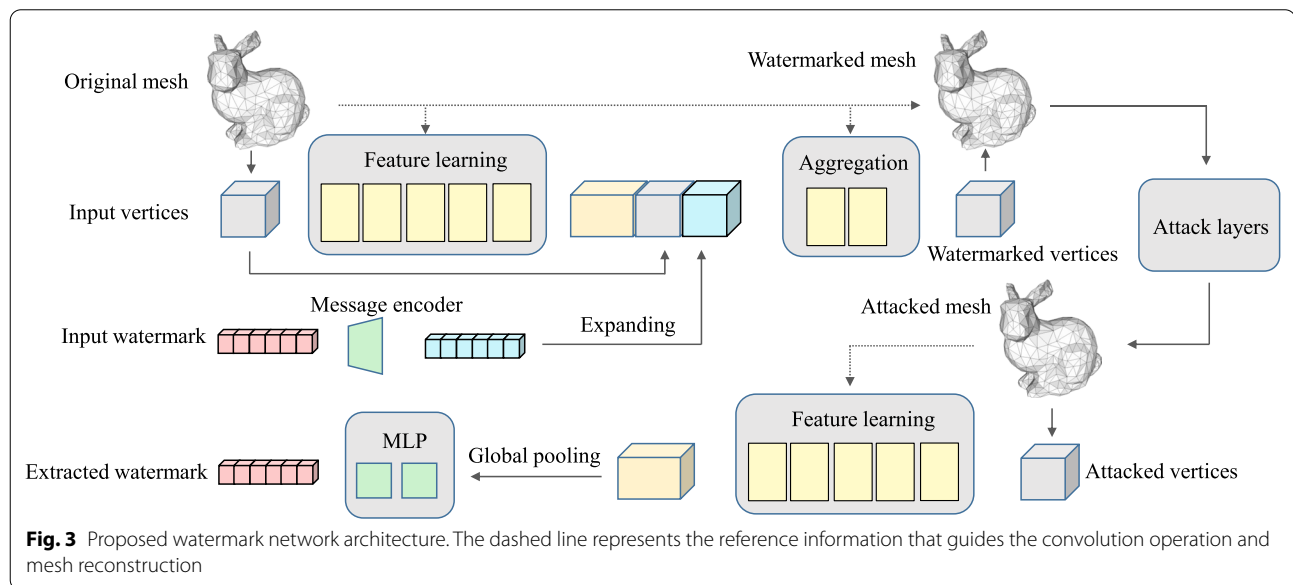 Original mesh
Watermarked mesh
Feature learning
Aggregation
Input vertices
Attack layers
Watermarked vertices
Message encoder
Attacked mesh
Input watermark
Expanding
Feature learning
MLP
Global pooling
Extracted watermark
Attacked vertices
Fig. 3 Proposed watermark network architecture. The dashed line represents the reference information that guides the convolution operation and
mesh reconstruction